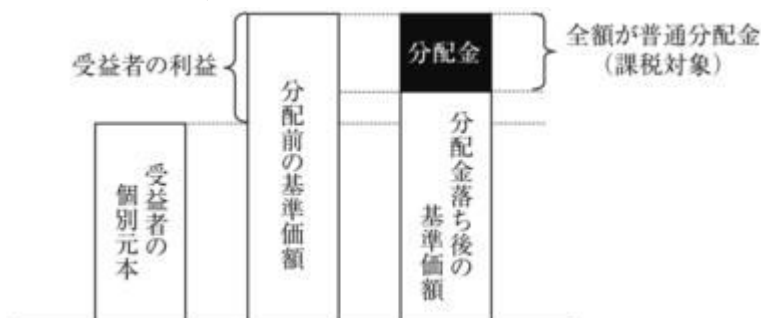 受益者の利益
分配金
全額が普通分配金
(課税対象)
受益者の
個別元本
分配前の基準価額
分配金落ち後の
基準価額